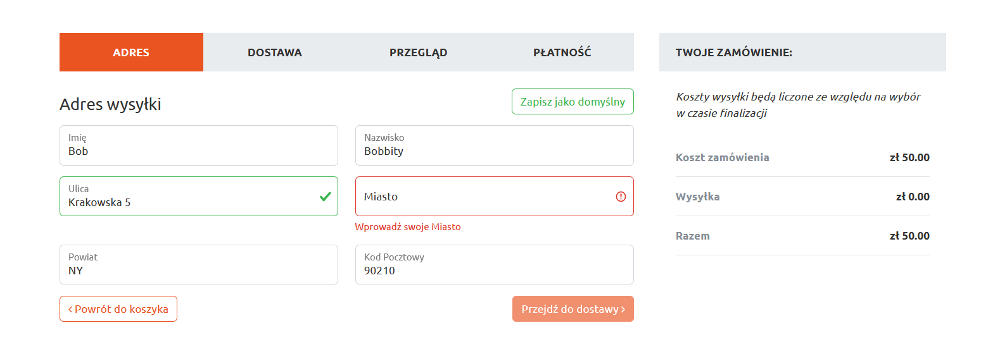 ADRES
DOSTAWA
PRZEGLĄD
PŁATNOŚĆ
Adres wysyłki
Zapisz jako domyślny
Imię
Bob
Nazwisko
Bobbity
Ulica
Krakowska 5
Miasto
Wprowadź swoje Miasto
Powiat
NY
Kod Pocztowy
90210
‹ Powrót do koszyka
Przejdź do dostawy ›
TWOJE ZAMÓWIENIE:
Koszty wysyłki będą liczone ze względu na wybór
w czasie finalizacji
Koszt zamówienia zł 50.00
Wysyłka zł 0.00
Razem zł 50.00